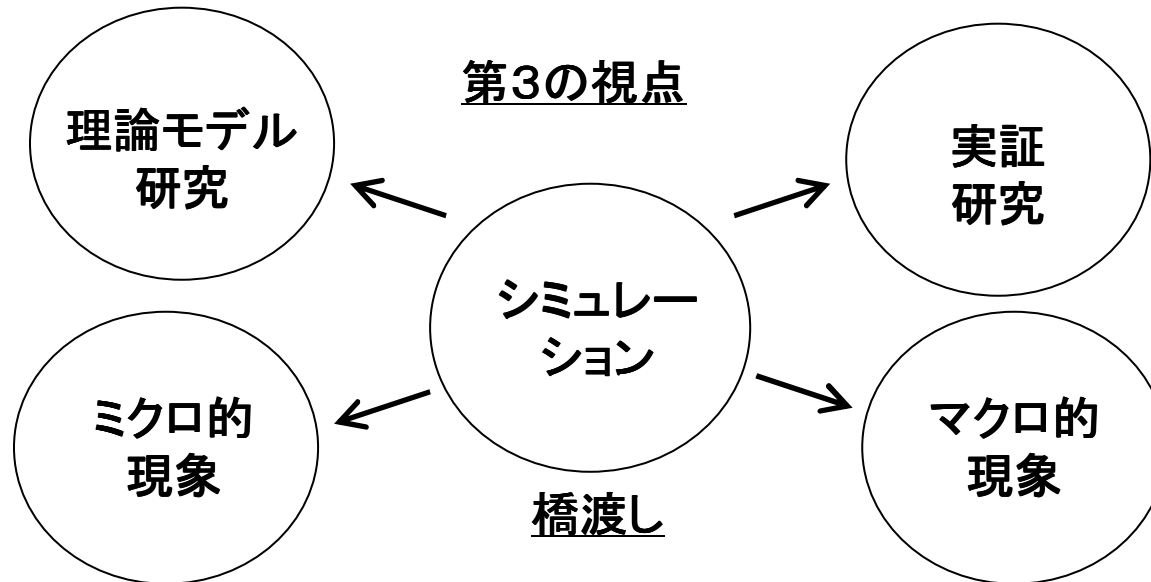 第3の視点
理論モデル
研究
実証
研究
シミュレー
ション
ミクロ的
現象
マクロ的
現象
橋渡し